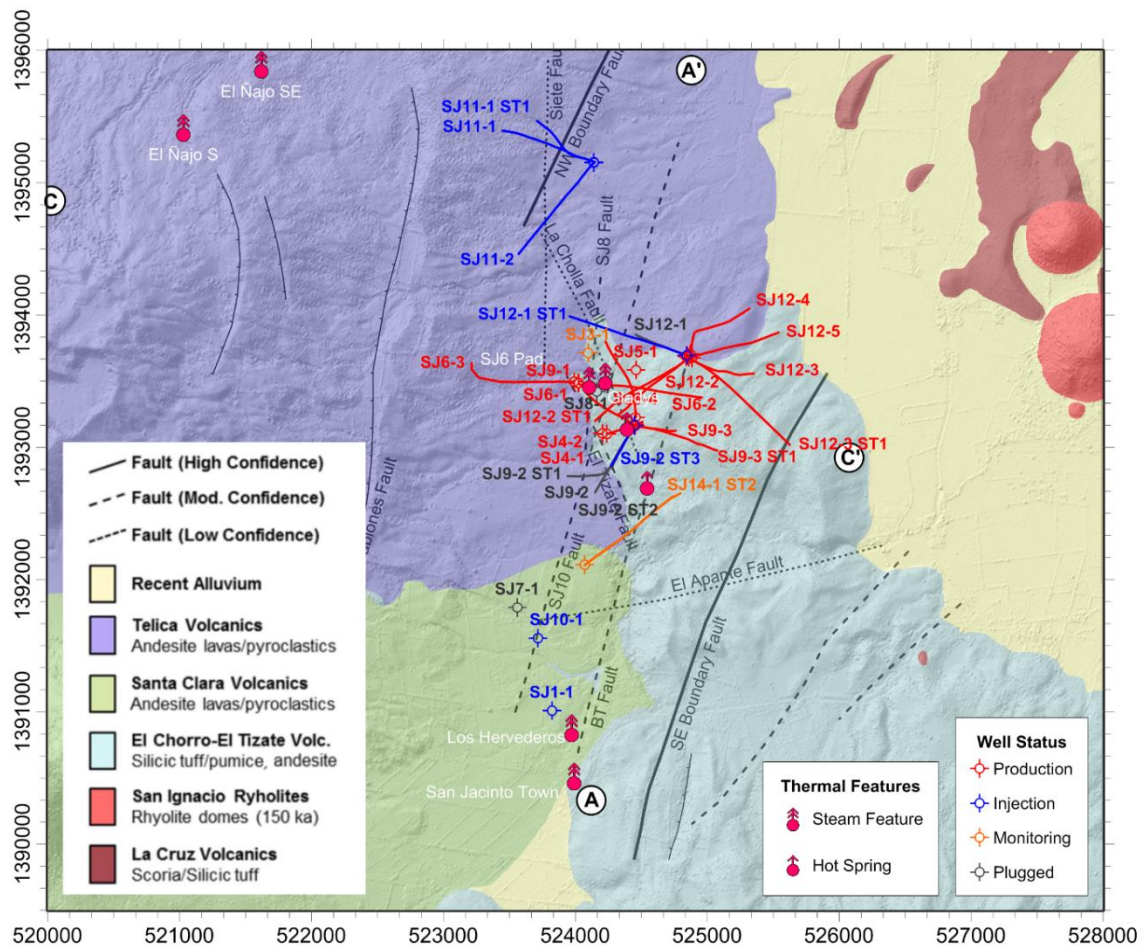 1396000
1395000
1394000
1393000
1392000
1391000
1390000
520000
521000
522000
523000
524000
525000
526000
527000
528000
El Ñajo SE
El Ñajo S
C
A'
Siete Fau
NW Boundary Fau
SJ11-1 ST1
SJ11-1
SJ11-2
La Cholla Fault
SJ8 Fault
SJ12-1 ST1
SJ12-1
SJ12-4
SJ12-5
SJ12-3
SJ3-1
SJ5-1
SJ6 Pad
SJ6-3
SJ9-1
SJ6-1
SJ8-1
SJ12-2
SJ6-2
SJ12-2 ST1
SJ9-3
SJ12-3 ST1
SJ4-2
SJ4-1
SJ9-3 ST1
SJ9-2 ST3
C'
SJ9-2 ST1
SJ9-2
SJ9-2 ST2
SJ14-1 ST2
El Tizate Fault
SJ10 Fault
El Apante Fault
SJ7-1
SJ10-1
SJ1-1
BT Fault
SE Boundary Fault
Los Hervederos
San Jacinto Town
A
Fault (High Confidence)
Fault (Mod. Confidence)
Fault (Low Confidence)
Recent Alluvium
Telica Volcanics
Andesite lavas/pyroclastics
Santa Clara Volcanics
Andesite lavas/pyroclastics
El Chorro-El Tizate Volc.
Silicic tuff/pumice, andesite
San Ignacio Ryholites
Rhyolite domes (150 ka)
La Cruz Volcanics
Scoria/Silicic tuff
Thermal Features
Steam Feature
Hot Spring
Well Status
Production
Injection
Monitoring
Plugged